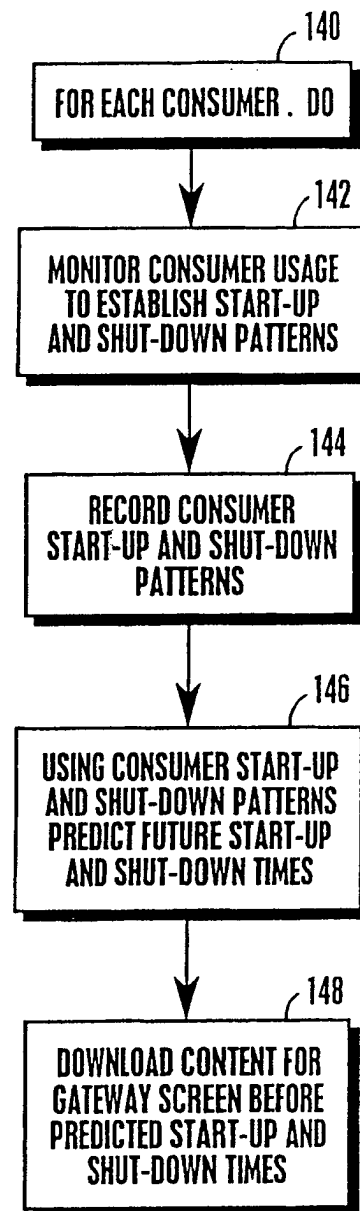 140
FOR EACH CONSUMER . DO
142
MONITOR CONSUMER USAGE
TO ESTABLISH START-UP
AND SHUT-DOWN PATTERNS
144
RECORD CONSUMER
START-UP AND SHUT-DOWN
PATTERNS
146
USING CONSUMER START-UP
AND SHUT-DOWN PATTERNS
PREDICT FUTURE START-UP
AND SHUT-DOWN TIMES
148
DOWNLOAD CONTENT FOR
GATEWAY SCREEN BEFORE
PREDICTED START-UP AND
SHUT-DOWN TIMES